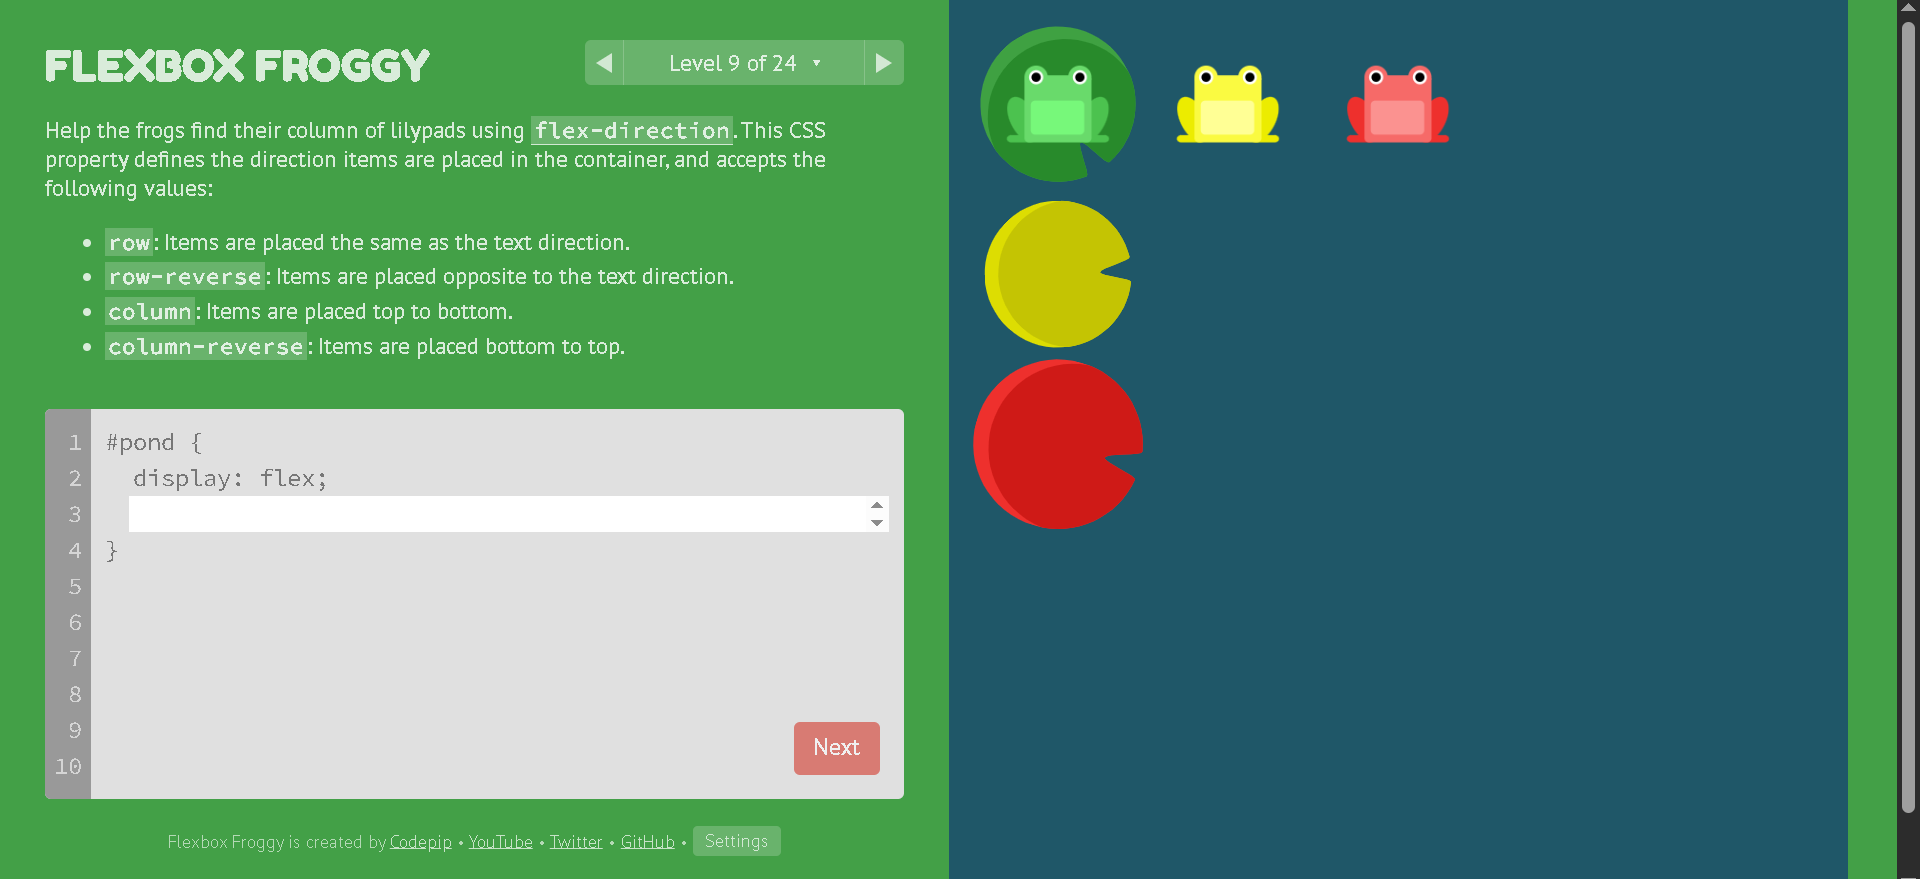 FLEXBOX FROGGY
Level 9 of 24
Help the frogs find their column of lilypads using flex-direction. This CSS
property defines the direction items are placed in the container, and accepts the
following values:
row: Items are placed the same as the text direction.
row-reverse: Items are placed opposite to the text direction.
column: Items are placed top to bottom.
column-reverse: Items are placed bottom to top.
1 #pond {
2 display: flex;
3
4 }
5
6
7
8
9
10
Next
Flexbox Froggy is created by Codepip • YouTube • Twitter • GitHub • Settings